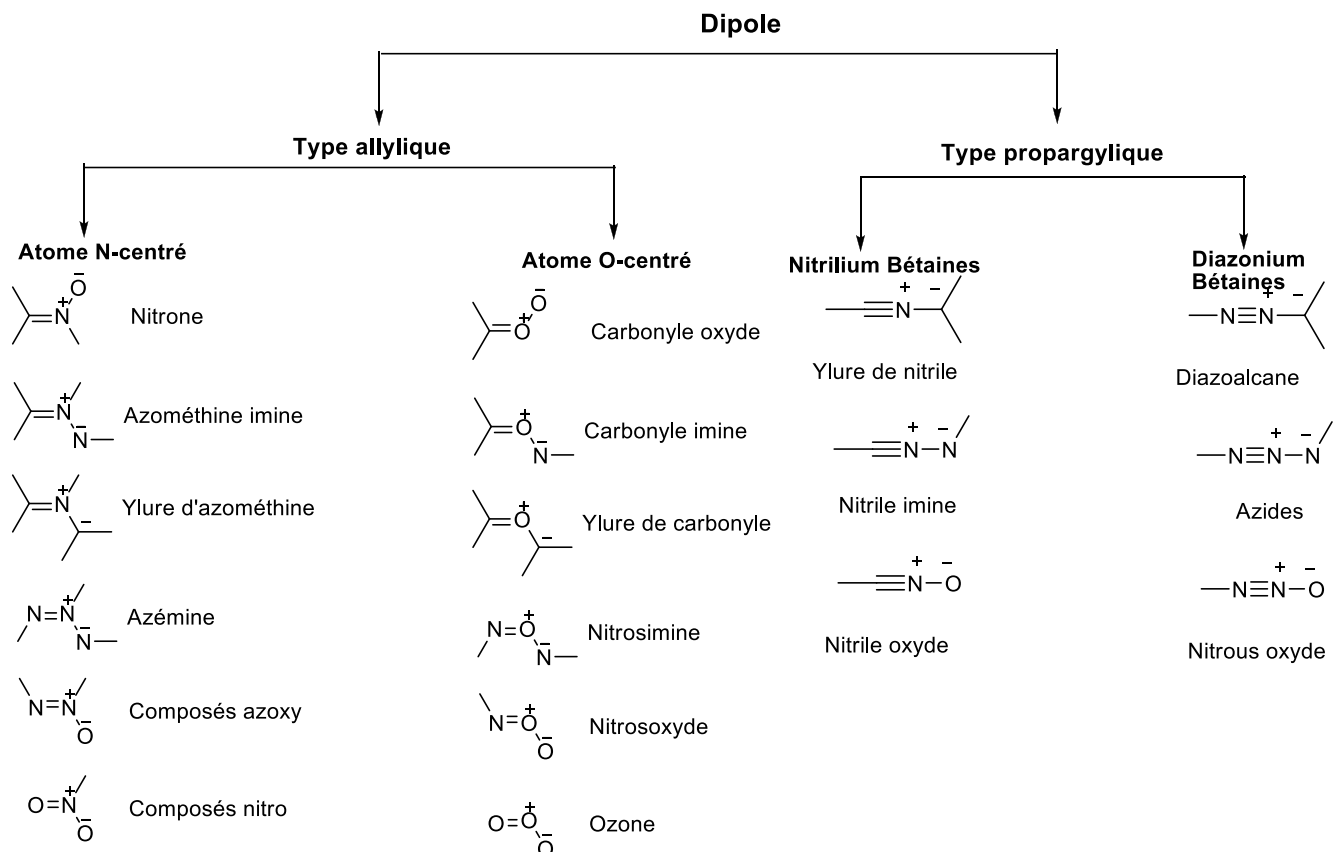 Dipole
Type allylique
Type propargylique
Atome N-centré
Atome O-centré
Nitrilium Bétaines
Diazonium
Bétaines
O
−
N
+
Nitrone
O
−
O
+
Carbonyle oxyde
N
+
−
Ylure de nitrile
N≡N
+
−
Diazoalcane
N
+
N
−
Azométhine imine
O
+
N
−
Carbonyle imine
N
+
−
N
Nitrile imine
N≡N
+
−
N
Azides
N
+
−
Ylure d'azométhine
O
+
−
Ylure de carbonyle
N
+
−
O
Nitrile oxyde
N≡N
+
−
O
Nitrous oxyde
N=N
+
N
−
Azémine
N=O
+
N
−
Nitrosimine
N=N
+
O
−
Composés azoxy
N=O
+
O
−
Nitrosoxyde
O=N
+
O
−
Composés nitro
O=O
+
O
−
Ozone